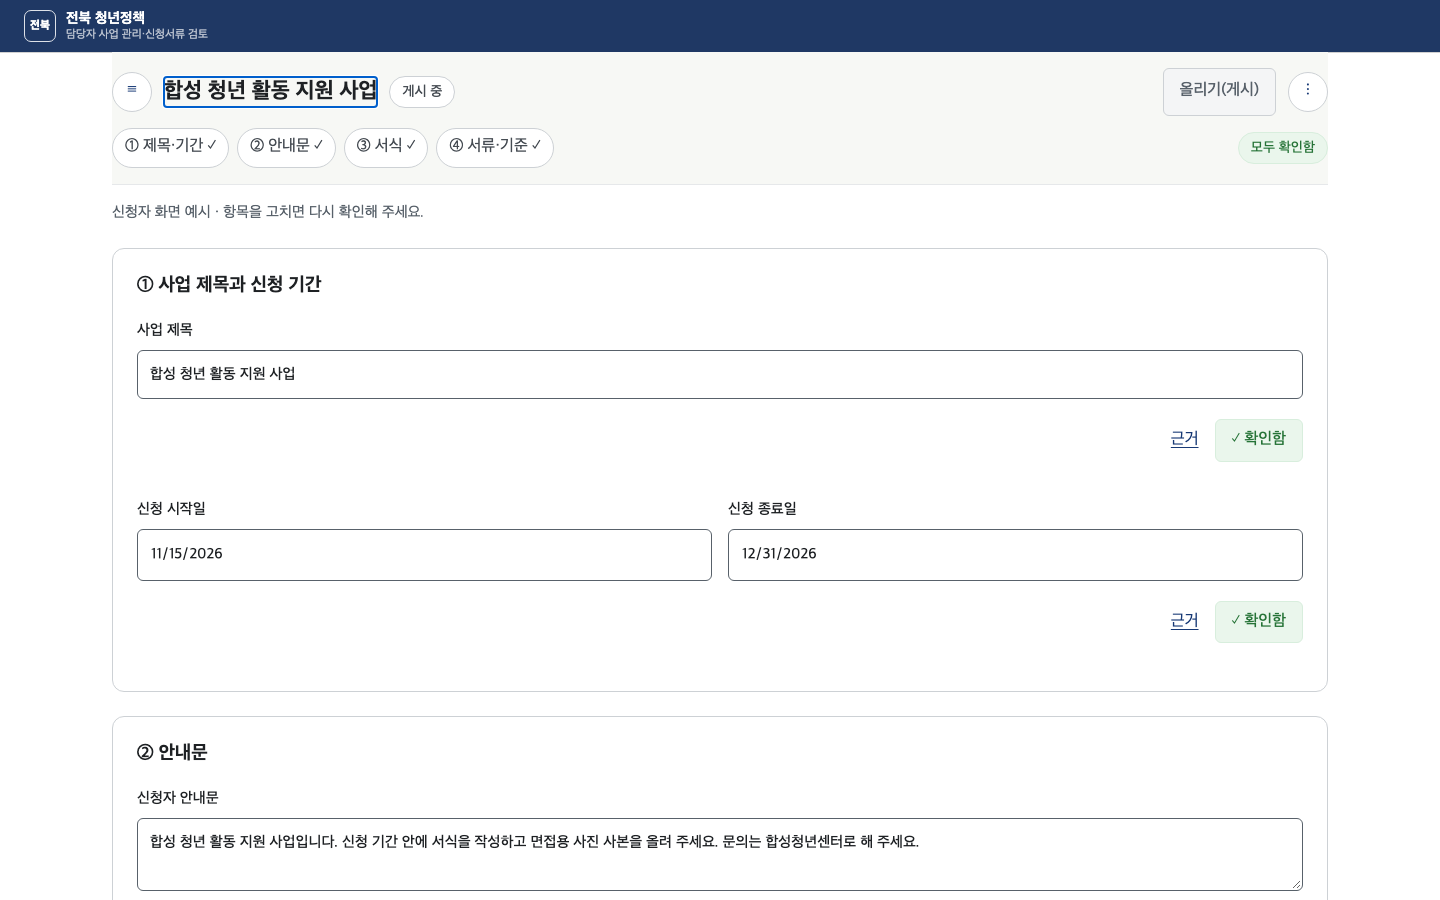 전북
전북 청년정책
담당자 사업 관리·신청서류 검토
≡ 합성 청년 활동 지원 사업 게시 중 올리기(게시) ⋮
① 제목·기간 ✓ ② 안내문 ✓ ③ 서식 ✓ ④ 서류·기준 ✓ 모두 확인함
신청자 화면 예시 · 항목을 고치면 다시 확인해 주세요.
① 사업 제목과 신청 기간
사업 제목
합성 청년 활동 지원 사업
근거 ✓ 확인함
신청 시작일 신청 종료일
11/15/2026 12/31/2026
근거 ✓ 확인함
② 안내문
신청자 안내문
합성 청년 활동 지원 사업입니다. 신청 기간 안에 서식을 작성하고 면접용 사진 사본을 올려 주세요. 문의는 합성청년센터로 해 주세요.